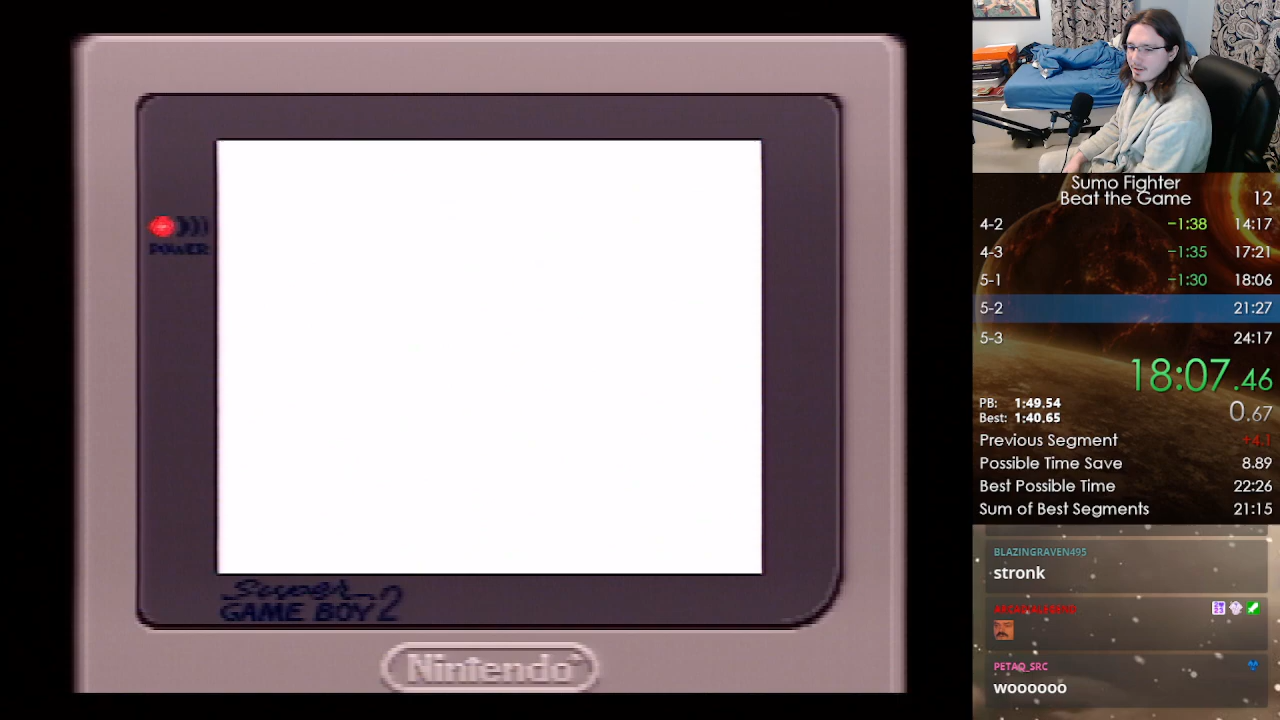 POWER
Super
GAME BOY 2
Nintendo
Sumo Fighter
Beat the Game 12
4-2 −1:38 14:17
4-3 −1:35 17:21
5-1 −1:30 18:06
5-2 21:27
5-3 24:17
18:07.46
PB: 1:49.54
Best: 1:40.65
0.67
Previous Segment +4.1
Possible Time Save 8.89
Best Possible Time 22:26
Sum of Best Segments 21:15
BLAZINGRAVEN495
stronk
PETAQ_SRC
woooooo